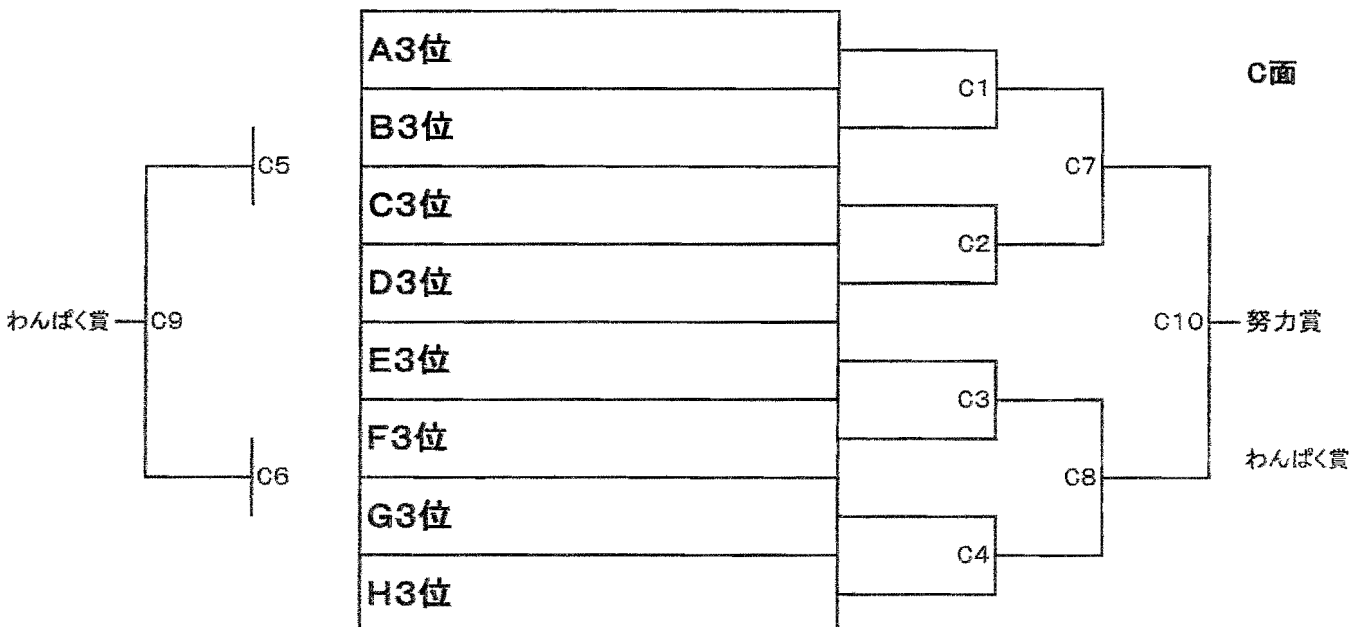 A3位
C面
C1
B3位
C5
C7
C3位
C2
D3位
わんぱく賞
C9
C10
努力賞
E3位
C3
F3位
わんぱく賞
C6
C8
G3位
C4
H3位